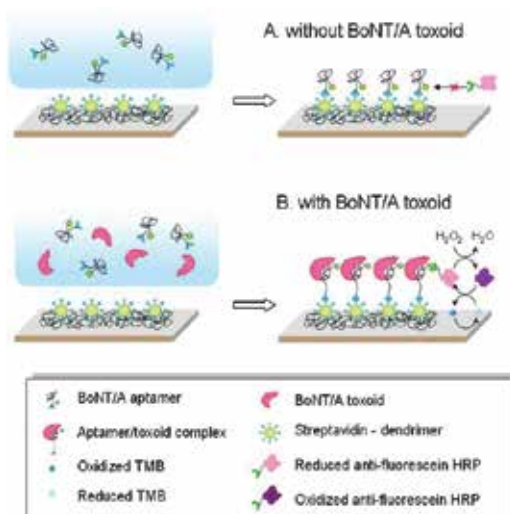 A. without BoNT/A toxoid
B. with BoNT/A toxoid
H₂O₂ H₂O
BoNT/A aptamer
BoNT/A toxoid
Aptamer/toxoid complex
Streptavidin - dendrimer
Oxidized TMB
Reduced anti-fluorescein HRP
Reduced TMB
Oxidized anti-fluorescein HRP